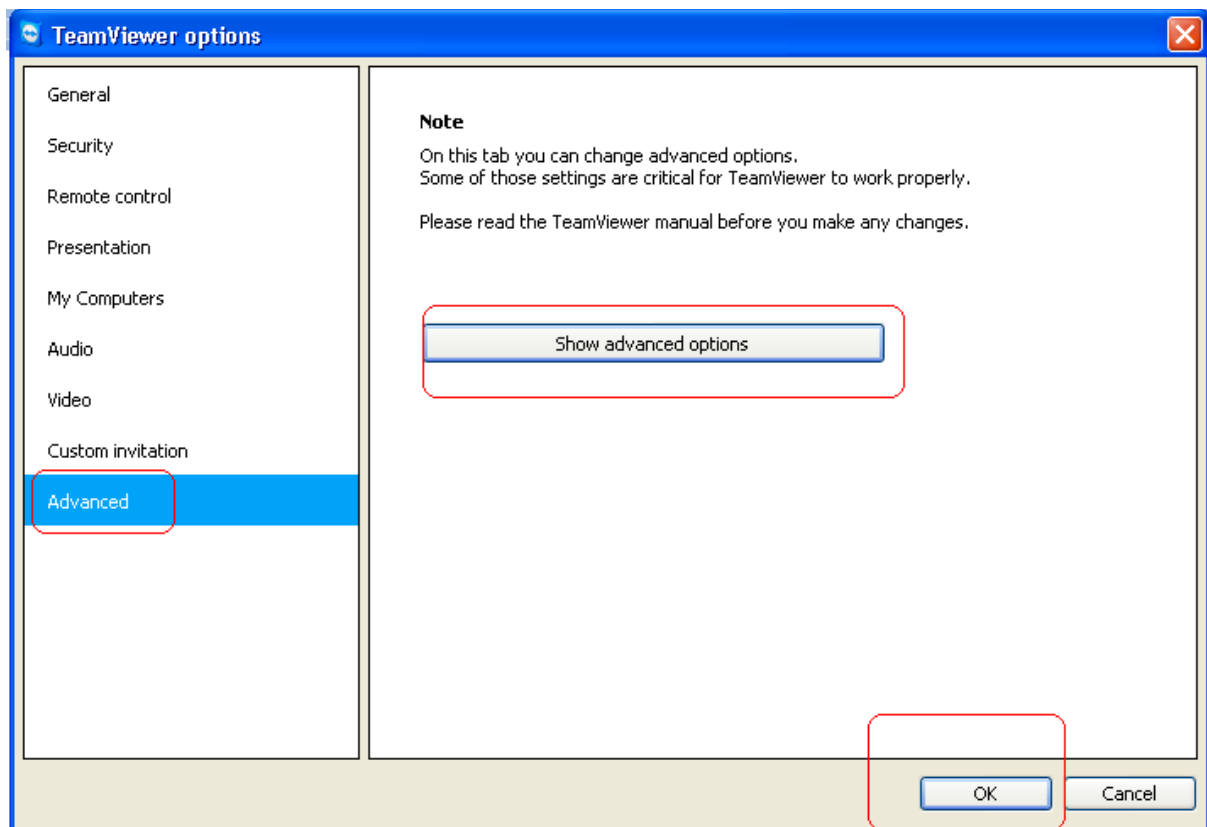 TeamViewer options
General
Security
Remote control
Presentation
My Computers
Audio
Video
Custom invitation
Advanced
Note
On this tab you can change advanced options.
Some of those settings are critical for TeamViewer to work properly.
Please read the TeamViewer manual before you make any changes.
Show advanced options
OK
Cancel